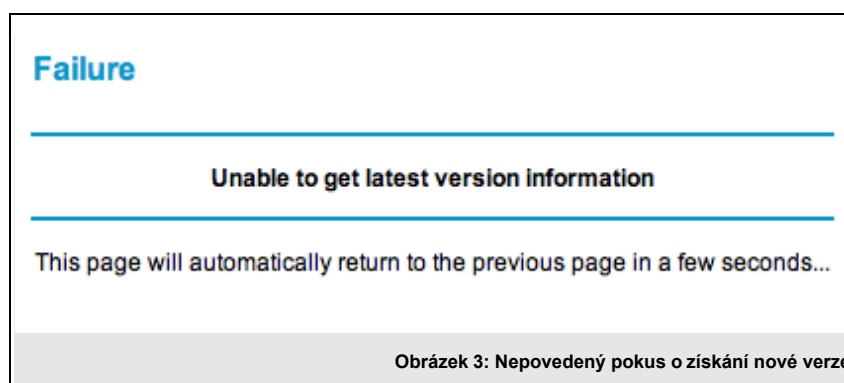 Failure
Unable to get latest version information
This page will automatically return to the previous page in a few seconds...
Obrázek 3: Nepovedený pokus o získání nové verze